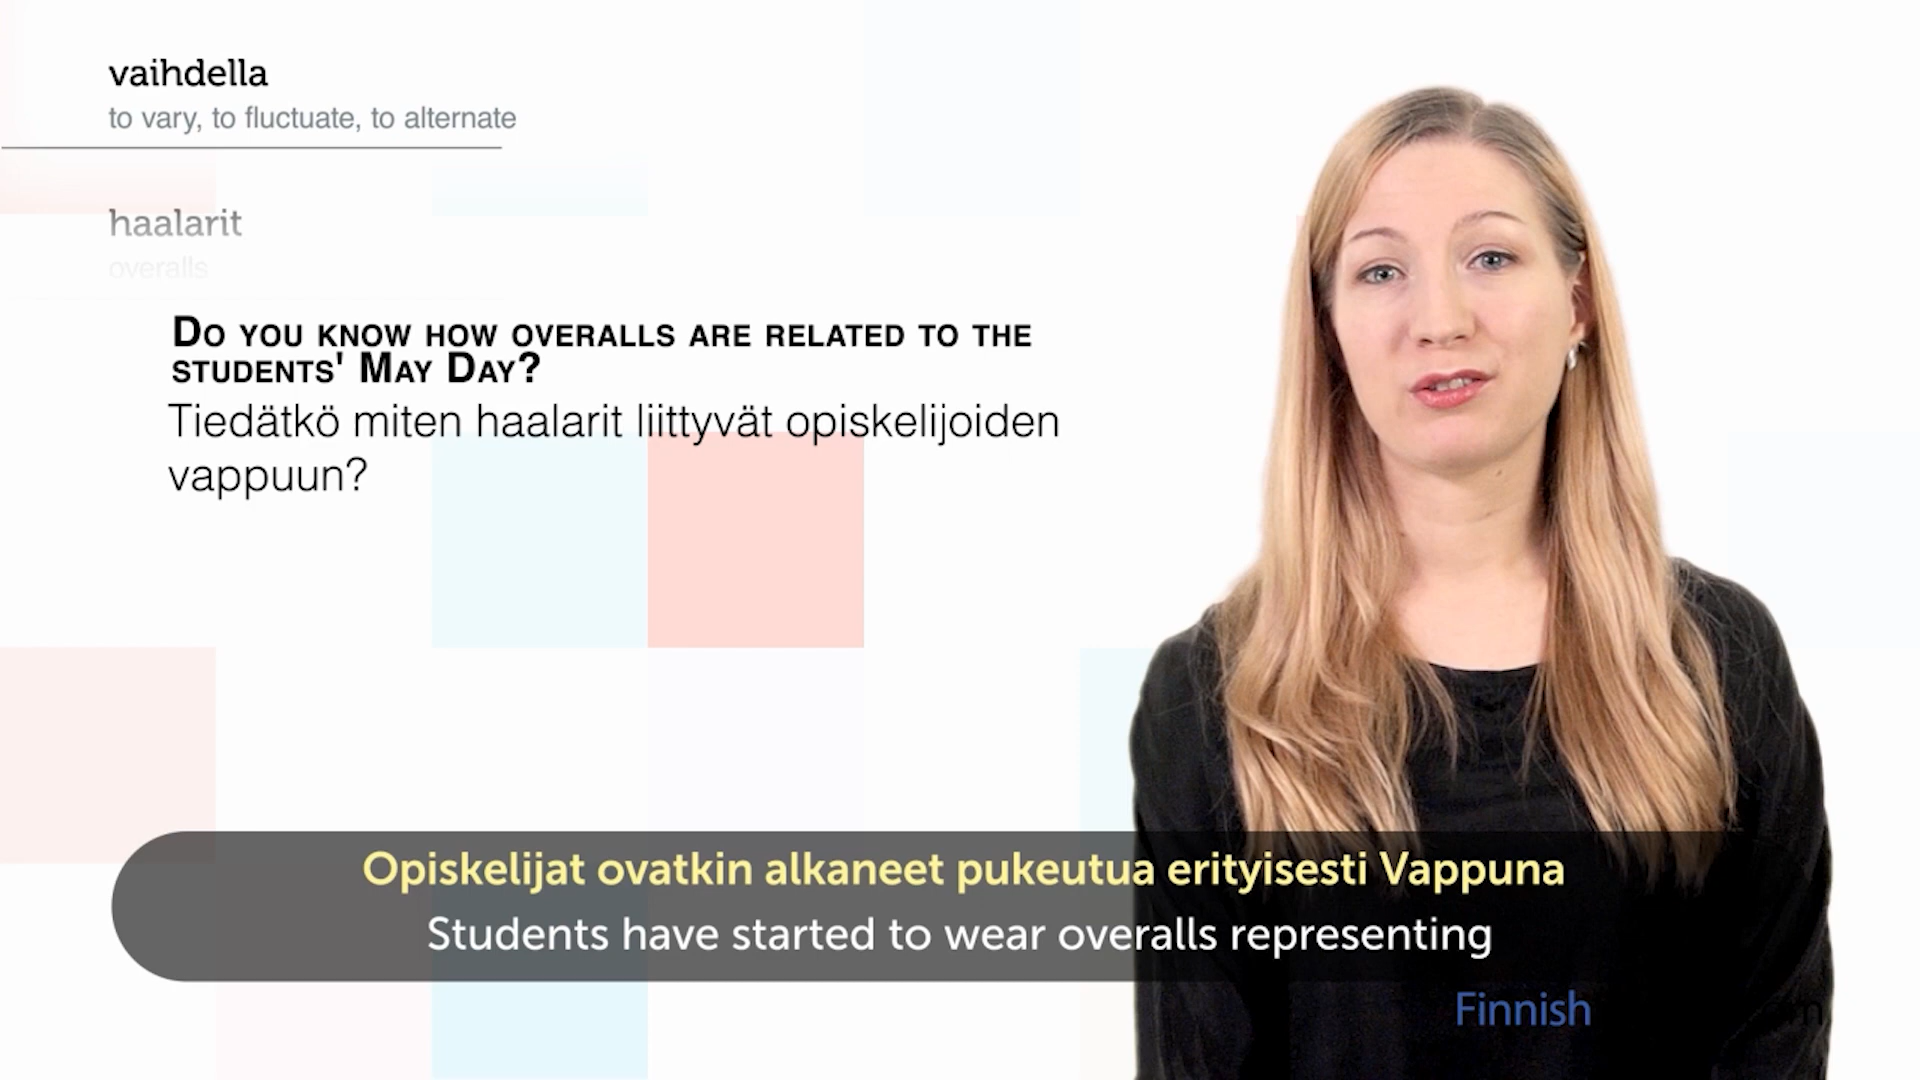 vaihdella
to vary, to fluctuate, to alternate
haalarit
overalls
Do you know how overalls are related to the
students' May Day?
Tiedätkö miten haalarit liittyvät opiskelijoiden
vappuun?
Opiskelijat ovatkin alkaneet pukeutua erityisesti Vappuna
Students have started to wear overalls representing
Finnish